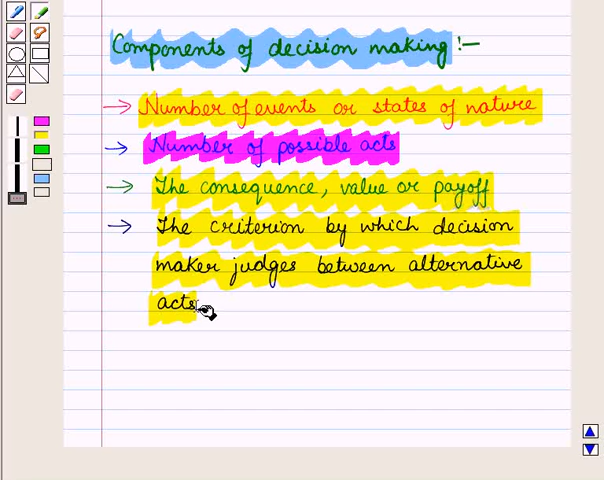 Components of decision making :-
→ Number of events or states of nature
→ Number of possible acts
→ The consequence, value or payoff
→ The criterion by which decision
maker judges between alternative
acts.